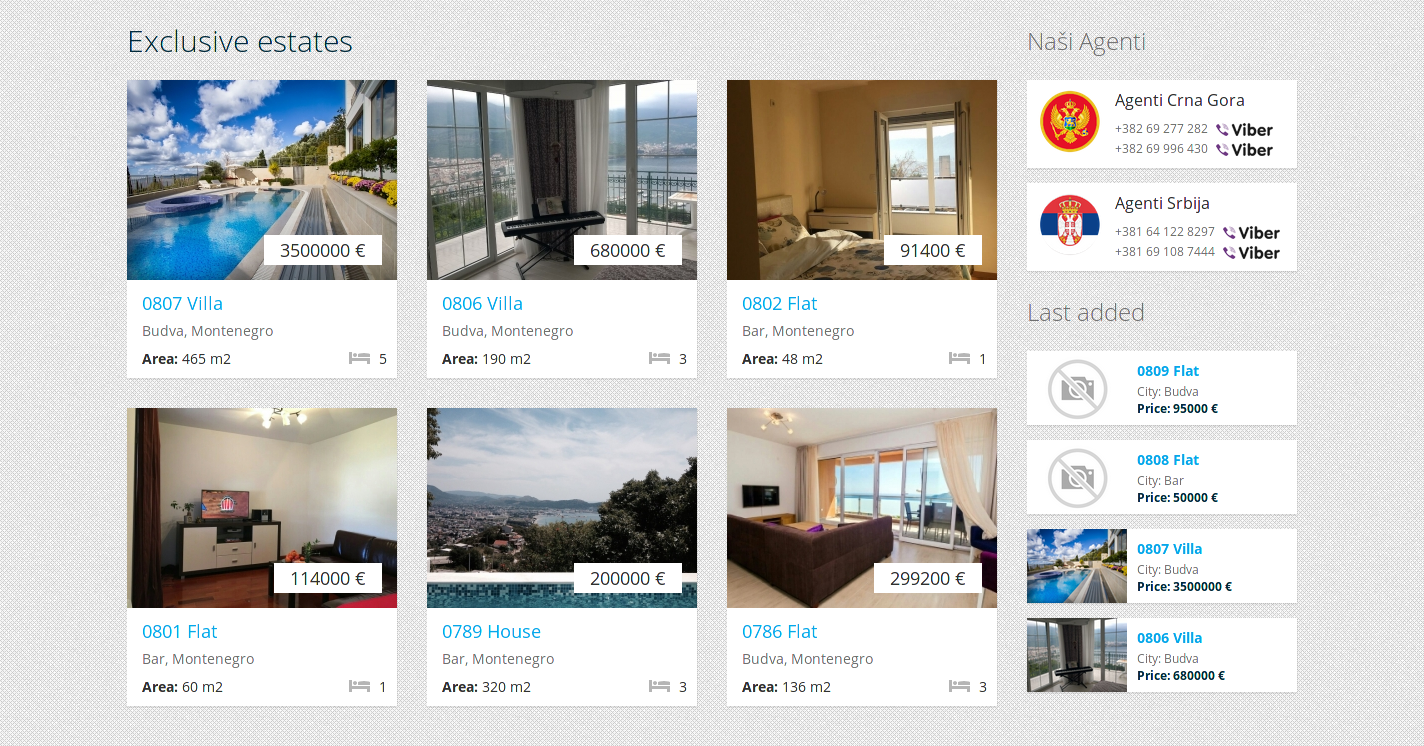 Exclusive estates
3500000 €
0807 Villa
Budva, Montenegro
Area: 465 m2
5
680000 €
0806 Villa
Budva, Montenegro
Area: 190 m2
3
91400 €
0802 Flat
Bar, Montenegro
Area: 48 m2
1
114000 €
0801 Flat
Bar, Montenegro
Area: 60 m2
1
200000 €
0789 House
Bar, Montenegro
Area: 320 m2
3
299200 €
0786 Flat
Budva, Montenegro
Area: 136 m2
3
Naši Agenti
Agenti Crna Gora
+382 69 277 282 Viber
+382 69 996 430 Viber
Agenti Srbija
+381 64 122 8297 Viber
+381 69 108 7444 Viber
Last added
0809 Flat
City: Budva
Price: 95000 €
0808 Flat
City: Bar
Price: 50000 €
0807 Villa
City: Budva
Price: 3500000 €
0806 Villa
City: Budva
Price: 680000 €